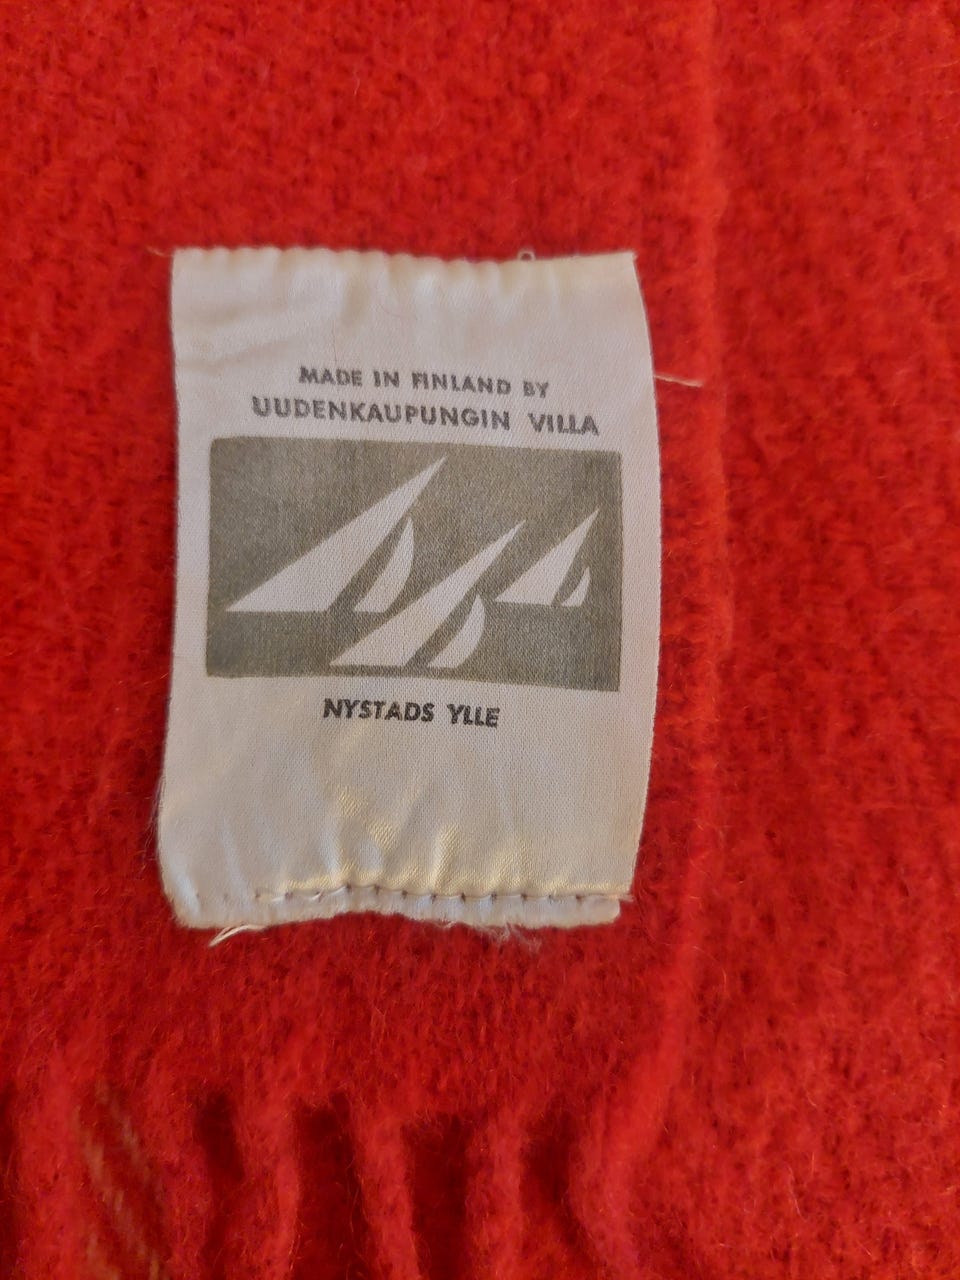 MADE IN FINLAND BY
UUDENKAUPUNGIN VILLA
NYSTADS YLLE